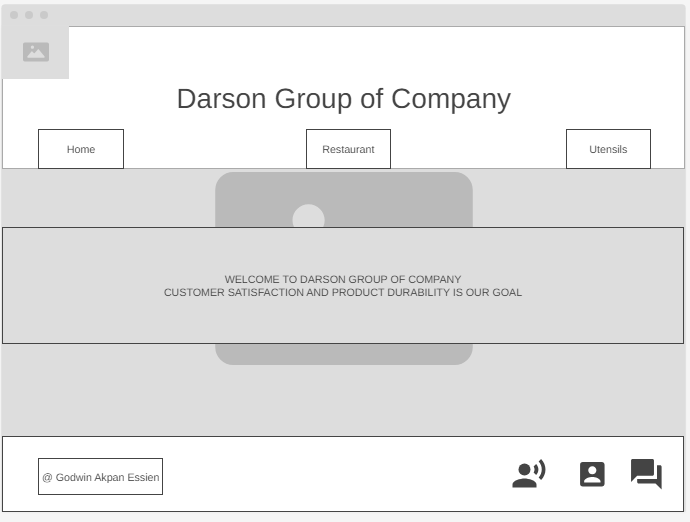 Darson Group of Company
Home
Restaurant
Utensils
WELCOME TO DARSON GROUP OF COMPANY
CUSTOMER SATISFACTION AND PRODUCT DURABILITY IS OUR GOAL
@ Godwin Akpan Essien